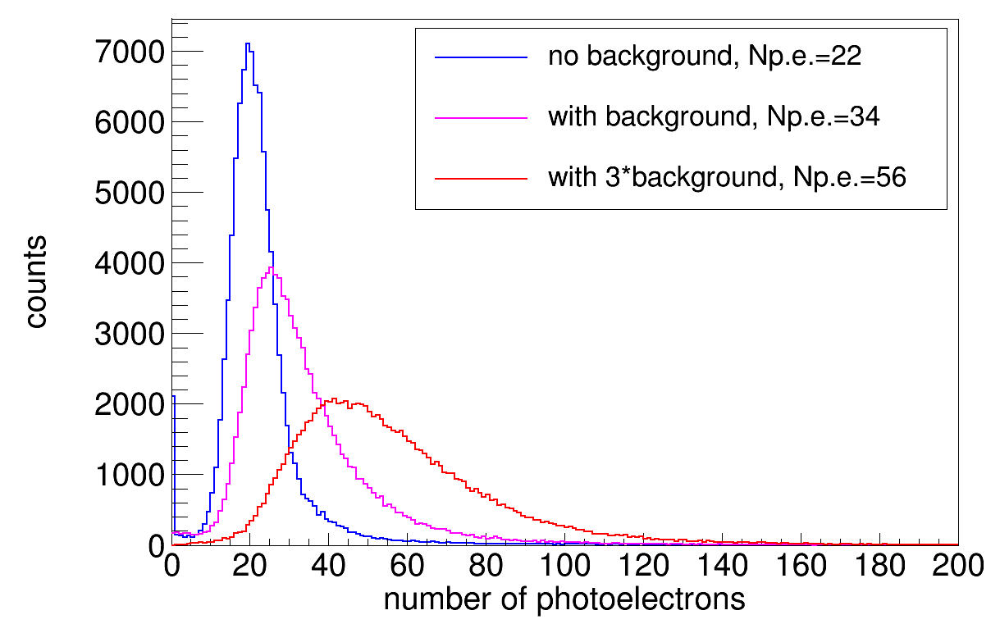 7000
6000
5000
4000
3000
2000
1000
0
counts
no background, Np.e.=22
with background, Np.e.=34
with 3*background, Np.e.=56
0 20 40 60 80 100 120 140 160 180 200
number of photoelectrons